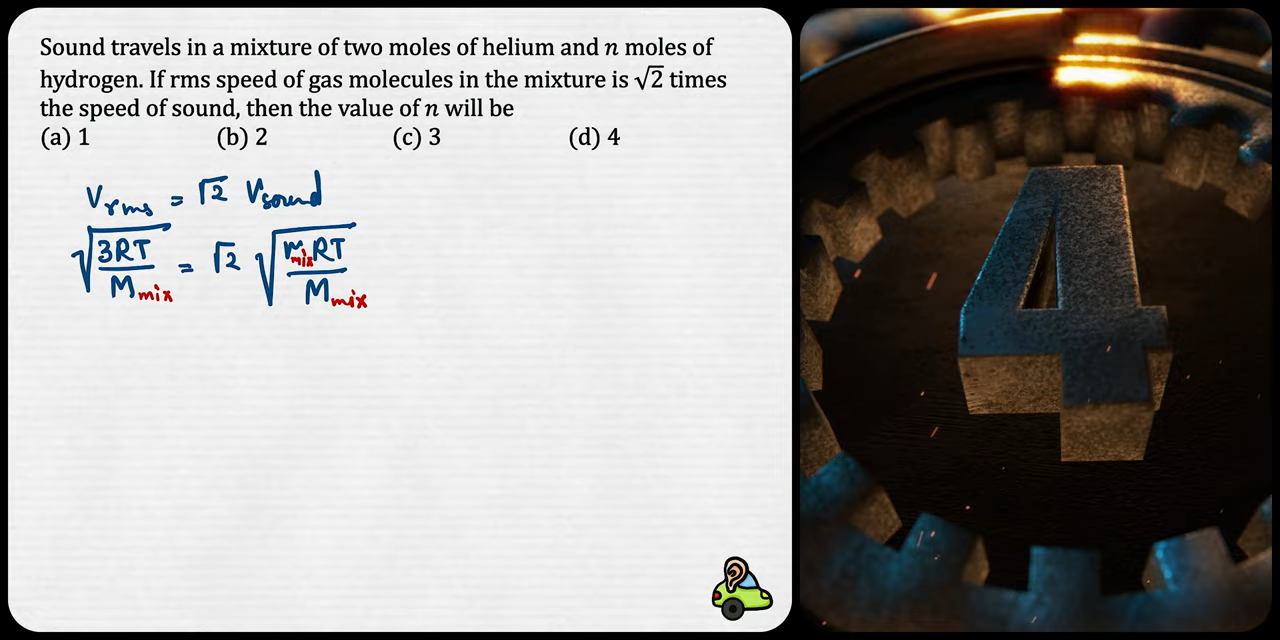 Sound travels in a mixture of two moles of helium and n moles of
hydrogen. If rms speed of gas molecules in the mixture is √2 times
the speed of sound, then the value of n will be
(a) 1 (b) 2 (c) 3 (d) 4
Vrms = √2 Vsound
√(3RT/Mmix) = √2 √(γmixRT/Mmix)
4